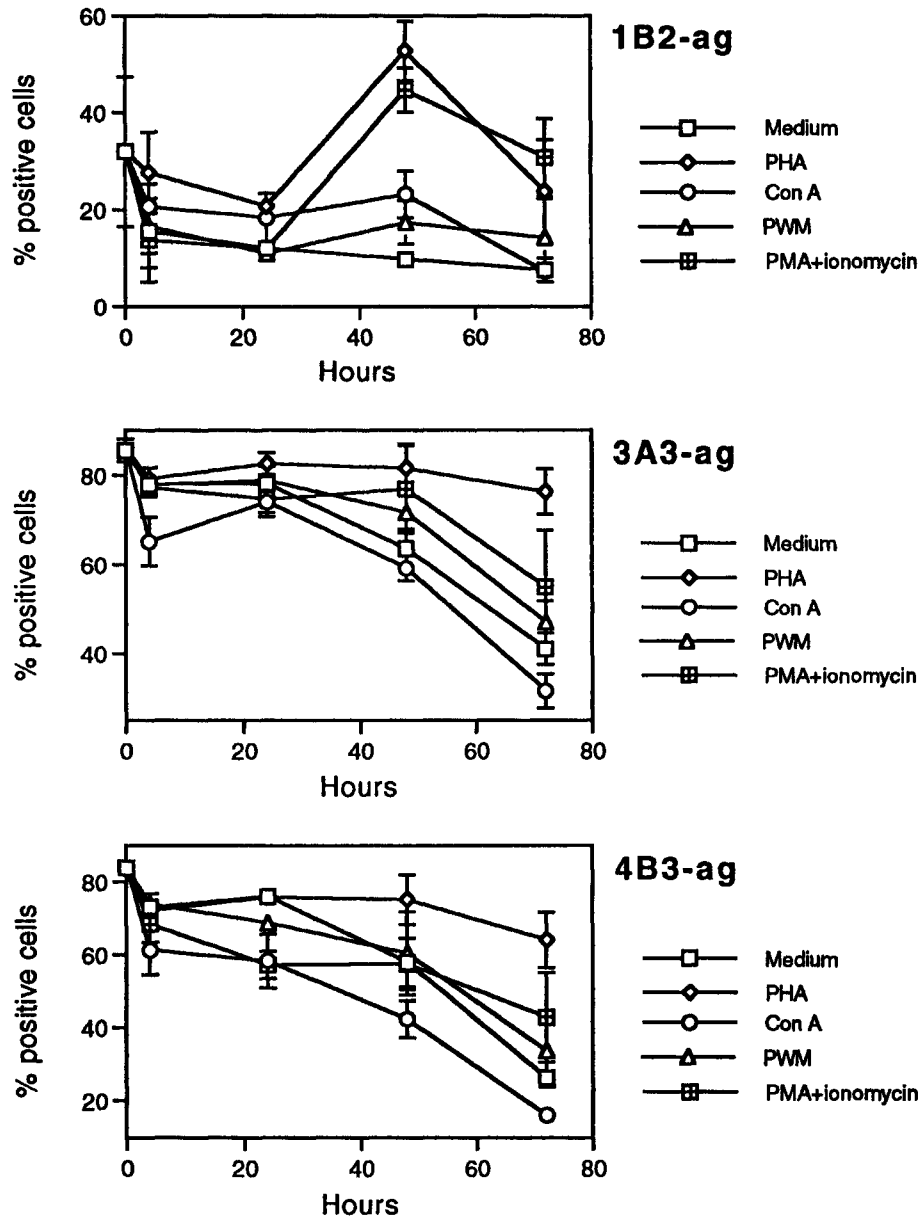 1B2-ag
% positive cells
60
40
20
0
0 20 40 60 80
Hours
Medium
PHA
Con A
PWM
PMA+ionomycin
3A3-ag
% positive cells
80
60
40
0 20 40 60 80
Hours
Medium
PHA
Con A
PWM
PMA+ionomycin
4B3-ag
% positive cells
80
60
40
20
0 20 40 60 80
Hours
Medium
PHA
Con A
PWM
PMA+ionomycin